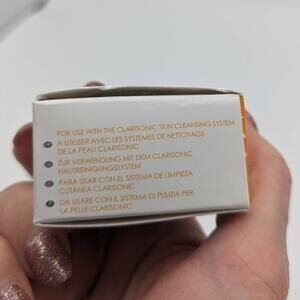 FOR USE WITH THE CLARISONIC SKIN CLEANSING SYSTEM
A UTILISER AVEC LES SYSTEMES DE NETTOYAGE
DE LA PEAU CLARISONIC
ZUR VERWENDUNG MIT DEM CLARISONIC
HAUTREINIGUNGSSYSTEM
PARA USAR CON EL SISTEMA DE LIMPIEZA
CUTÁNEA CLARISONIC
DA USARE CON IL SISTEMA DI PULIZIA PER
LA PELLE CLARISONIC